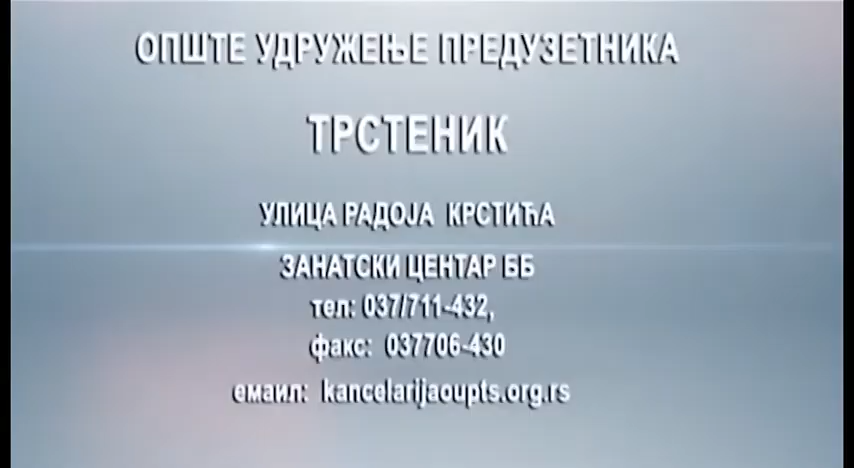 ОПШТЕ УДРУЖЕЊЕ ПРЕДУЗЕТНИКА
ТРСТЕНИК
УЛИЦА РАДОЈА КРСТИЋА
ЗАНАТСКИ ЦЕНТАР ББ
тел: 037/711-432,
факс: 037706-430
емаил: kancelarijaoupts.org.rs